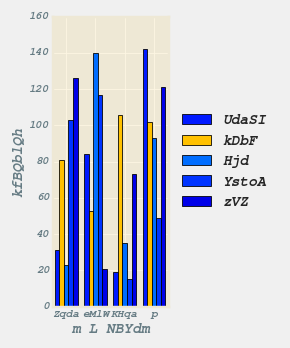 160
140
120
100
80
60
40
20
0
kfBQblQh
Zqda eMlW KHqa p
m L NBYdm
UdaSI
kDbF
Hjd
YstoA
zVZ